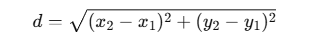 d = √((x₂ − x₁)² + (y₂ − y₁)²)